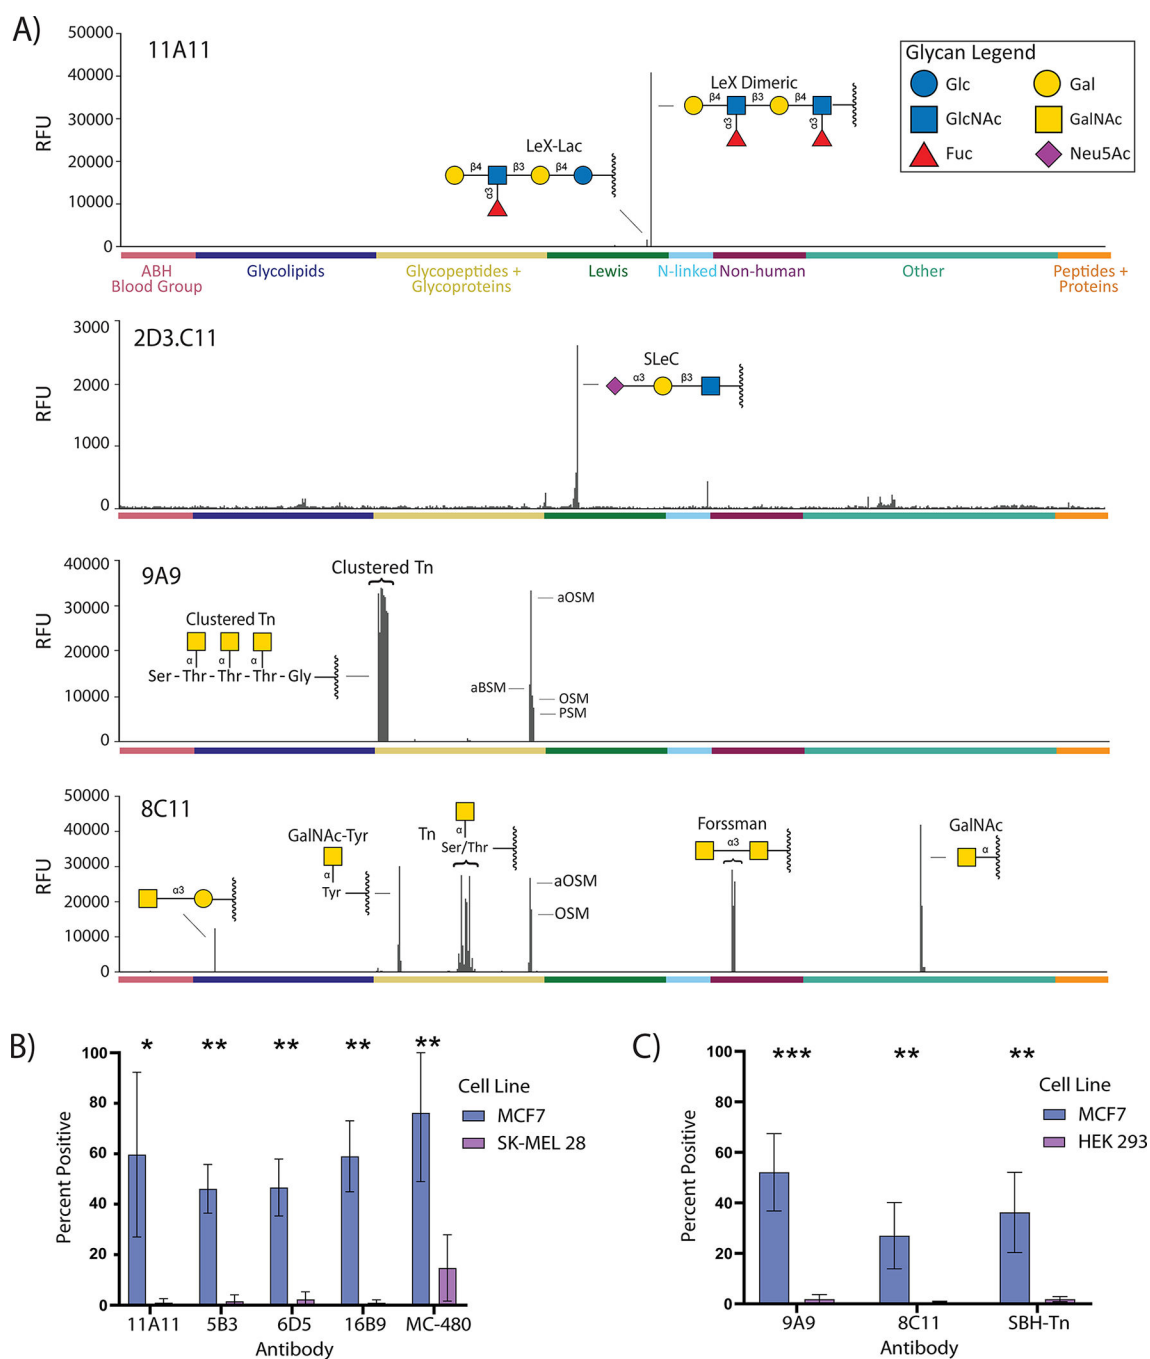 A)
11A11
50000
40000
30000
20000
10000
0
RFU
LeX-Lac
β4 β3 β4
α3
LeX Dimeric
β4 β3 β4
α3 α3
Glycan Legend
Glc Gal
GlcNAc GalNAc
Fuc Neu5Ac
ABH Blood Group
Glycolipids
Glycopeptides + Glycoproteins
Lewis
N-linked
Non-human
Other
Peptides + Proteins
2D3.C11
3000
2000
1000
0
RFU
SLeC
α3 β3
9A9
40000
30000
20000
10000
0
RFU
Clustered Tn
Clustered Tn
α α α
Ser-Thr-Thr-Thr-Gly
aOSM
aBSM
OSM
PSM
8C11
50000
40000
30000
20000
10000
0
RFU
α3
GalNAc-Tyr
α
Tyr
Tn
α
Ser/Thr
aOSM
OSM
Forssman
α3
GalNAc
α
B)
* ** ** ** **
100
80
60
40
20
0
Percent Positive
Cell Line
MCF7
SK-MEL 28
11A11 5B3 6D5 16B9 MC-480
Antibody
C)
*** ** **
100
80
60
40
20
0
Percent Positive
Cell Line
MCF7
HEK 293
9A9 8C11 SBH-Tn
Antibody